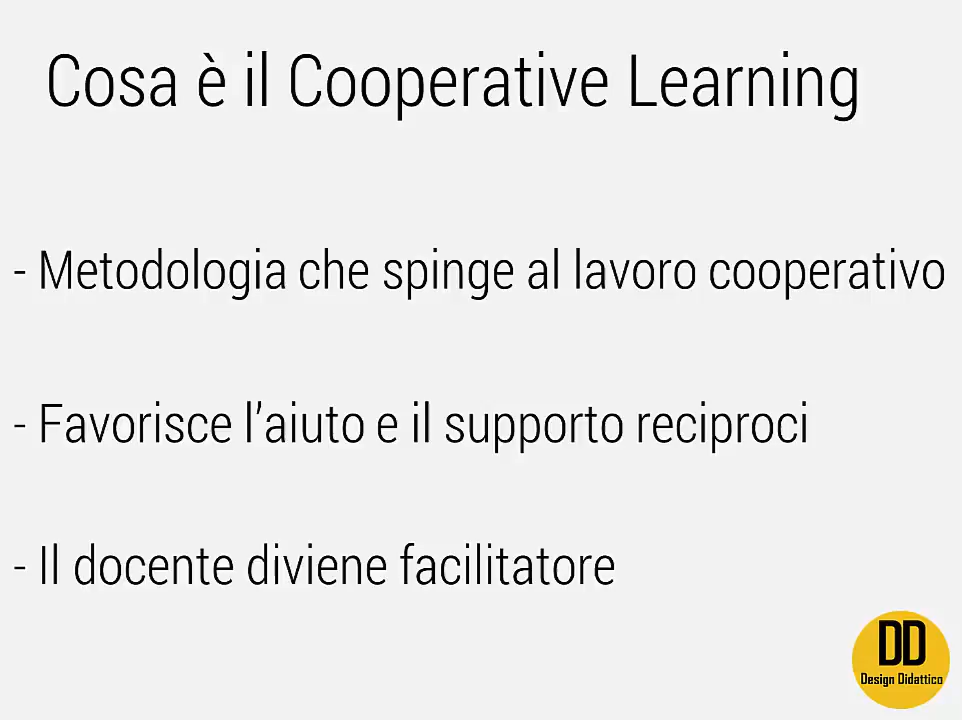 Cosa è il Cooperative Learning
- Metodologia che spinge al lavoro cooperativo
- Favorisce l’aiuto e il supporto reciproci
- Il docente diviene facilitatore
DD
Design Didattico